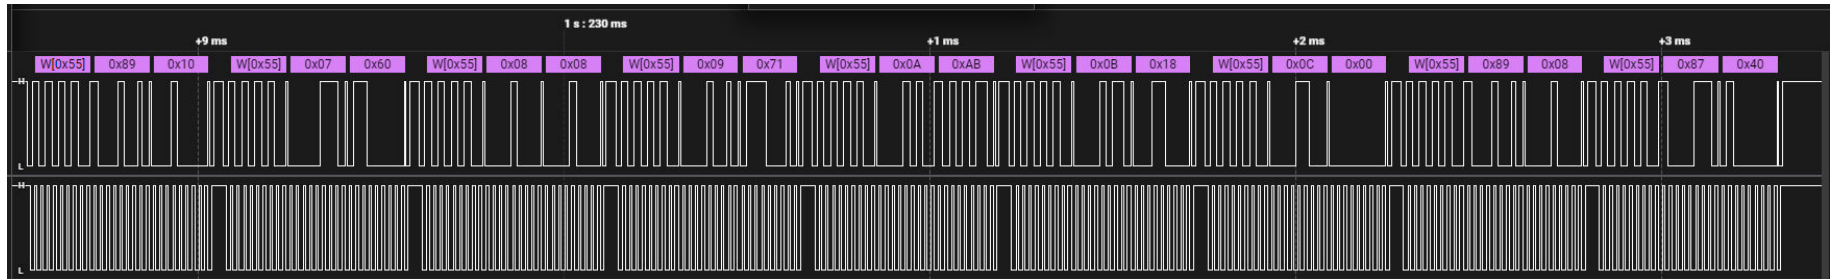 1 s : 230 ms
+9 ms +1 ms +2 ms +3 ms
W[0x55] 0x89 0x10 W[0x55] 0x07 0x60 W[0x55] 0x08 0x08 W[0x55] 0x09 0x71 W[0x55] 0x0A 0xAB W[0x55] 0x0B 0x18 W[0x55] 0x0C 0x00 W[0x55] 0x89 0x08 W[0x55] 0x87 0x40
H
L
H
L